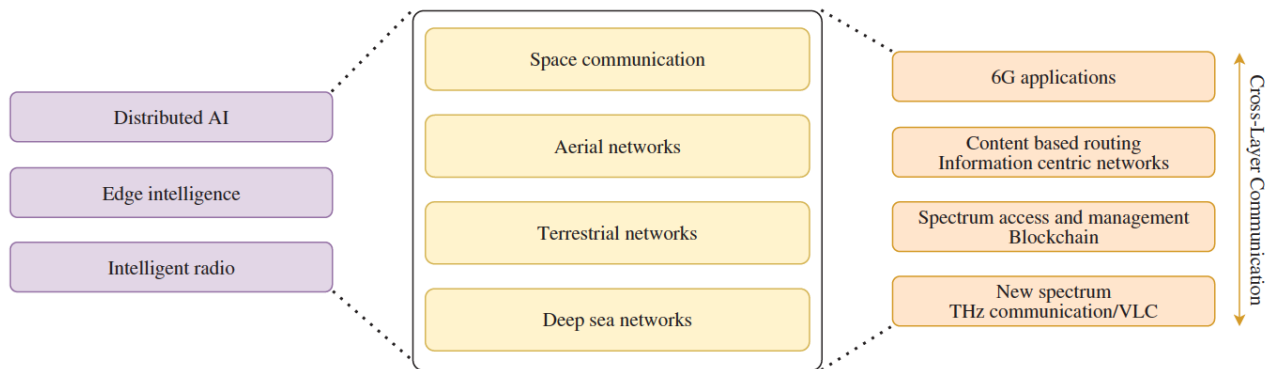 Distributed AI
Edge intelligence
Intelligent radio
Space communication
Aerial networks
Terrestrial networks
Deep sea networks
6G applications
Content based routing
Information centric networks
Spectrum access and management
Blockchain
New spectrum
THz communication/VLC
Cross-Layer Communication